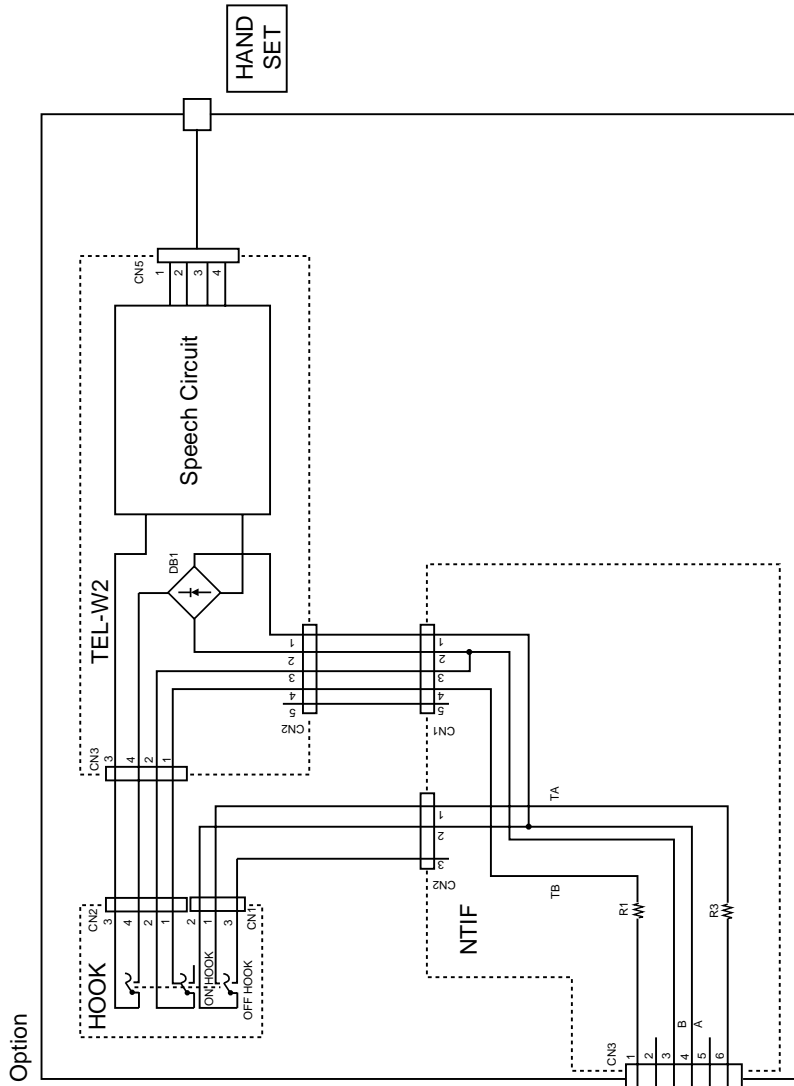 Option
HAND
SET
CN5
1
2
3
4
Speech Circuit
TEL-W2
DB1
1
2
3
4
5
CN2
1
2
3
4
5
CN1
CN3
3
4
2
1
CN2
3
4
2
1
2
1
3
CN1
HOOK
ON HOOK
OFF HOOK
1
2
3
CN2
NTIF
TA
TB
R1
R3
B
A
CN3
1
2
3
4
5
6